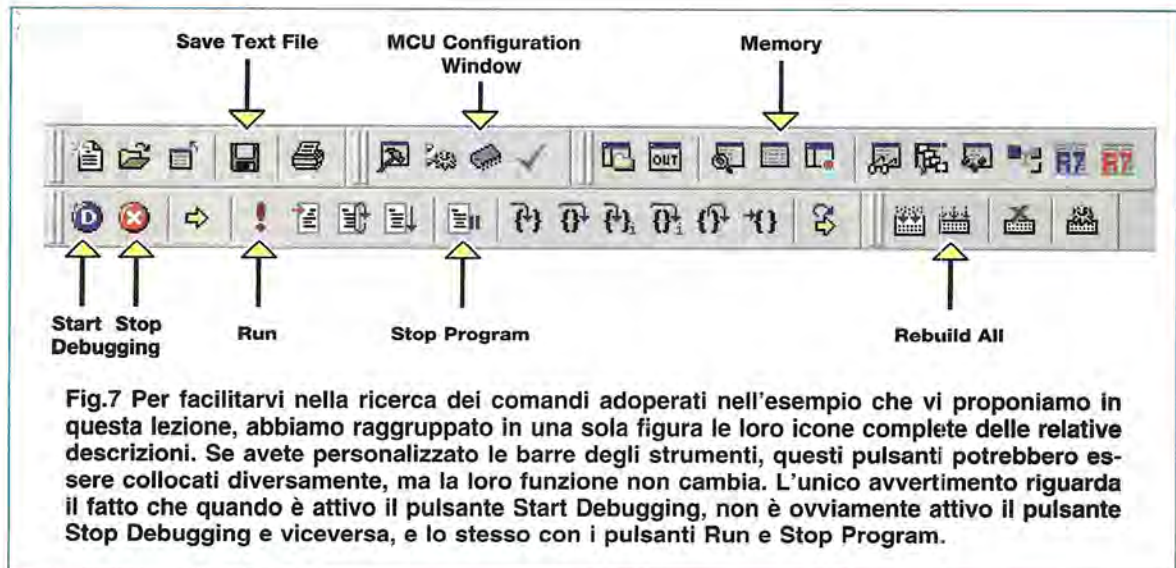 Save Text File
MCU Configuration
Window
Memory
OUT
D
Start Stop
Debugging
Run
Stop Program
Rebuild All
Fig.7 Per facilitarvi nella ricerca dei comandi adoperati nell'esempio che vi proponiamo in
questa lezione, abbiamo raggruppato in una sola figura le loro icone complete delle relative
descrizioni. Se avete personalizzato le barre degli strumenti, questi pulsanti potrebbero es-
sere collocati diversamente, ma la loro funzione non cambia. L'unico avvertimento riguarda
il fatto che quando è attivo il pulsante Start Debugging, non è ovviamente attivo il pulsante
Stop Debugging e viceversa, e lo stesso con i pulsanti Run e Stop Program.